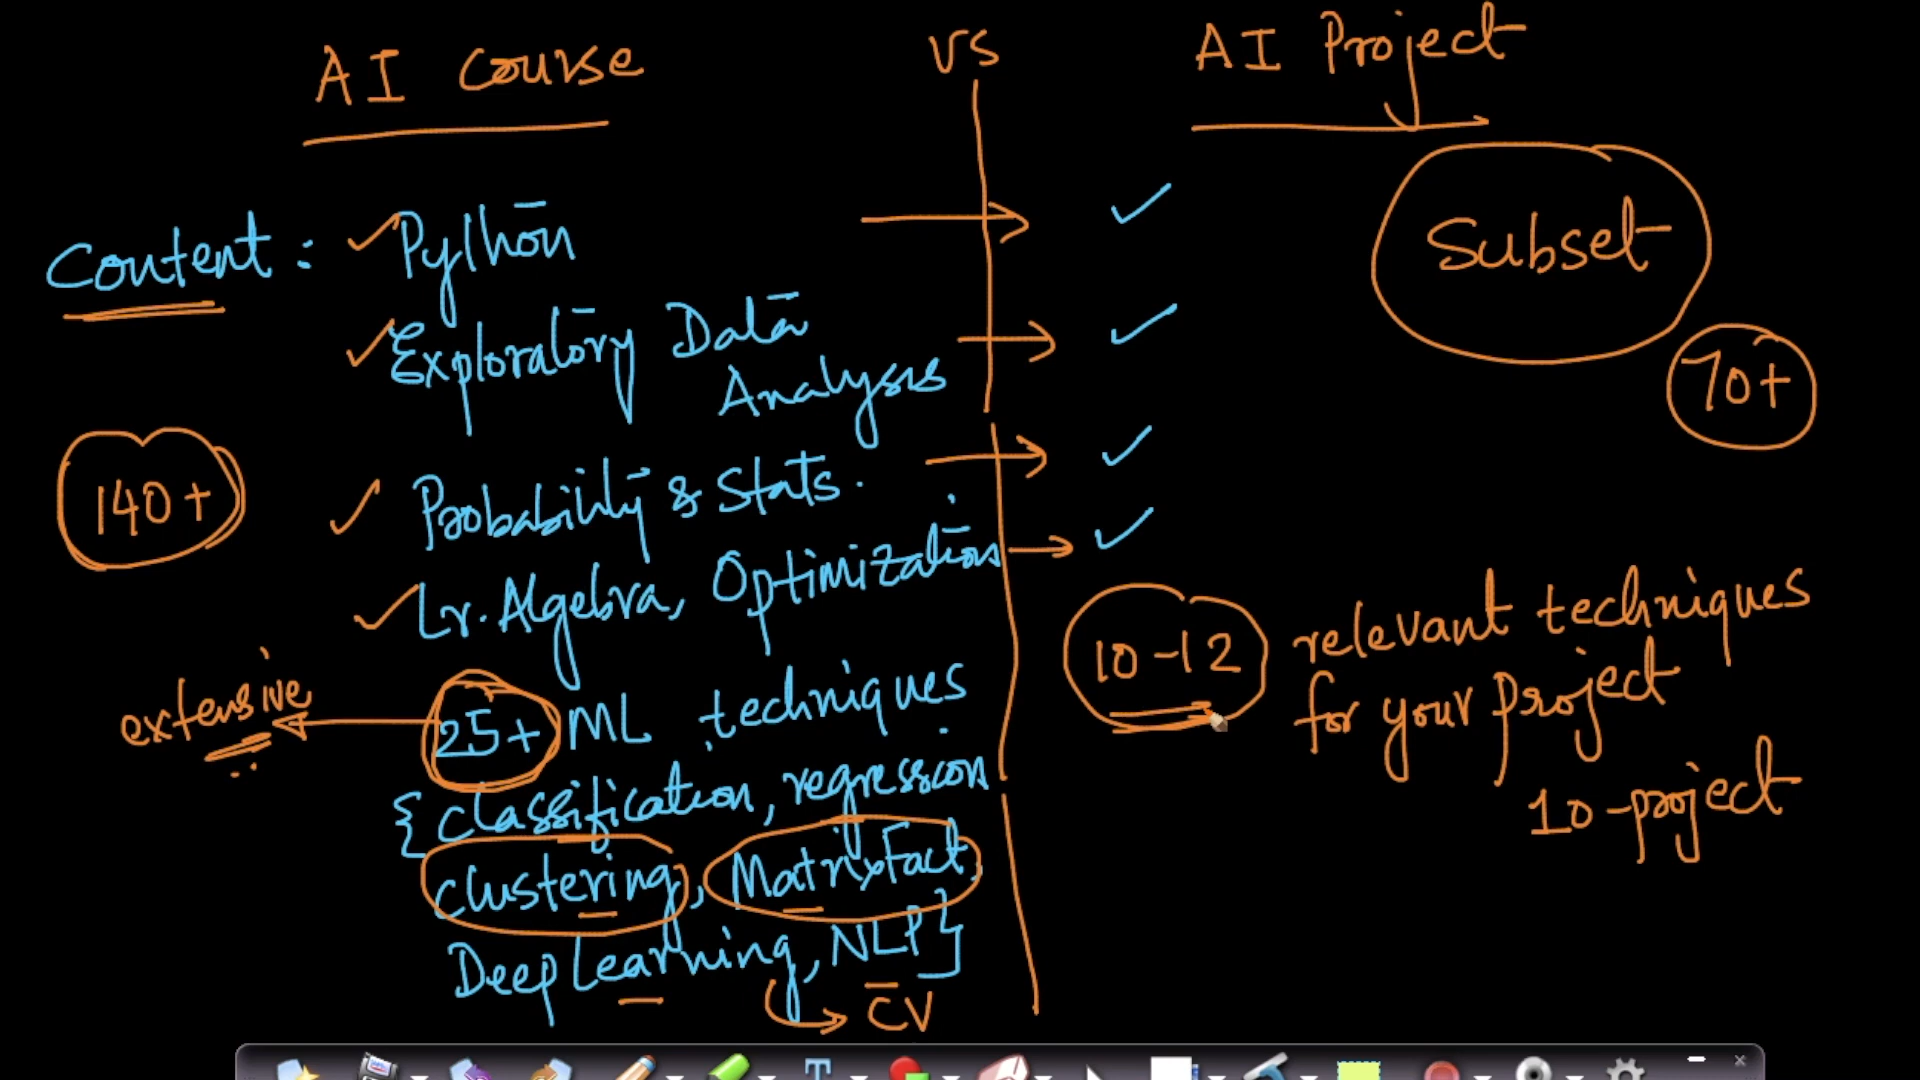 AI Course vs AI Project
Content : Python
Subset
Exploratory Data
Analysis
70+
140+
Probability & Stats.
Lr. Algebra, Optimization
10-12 relevant techniques
for your project
extensive
25+ ML techniques
10-project
{classification, regression
clustering, MatrixFact,
Deep Learning, NLP}
CV